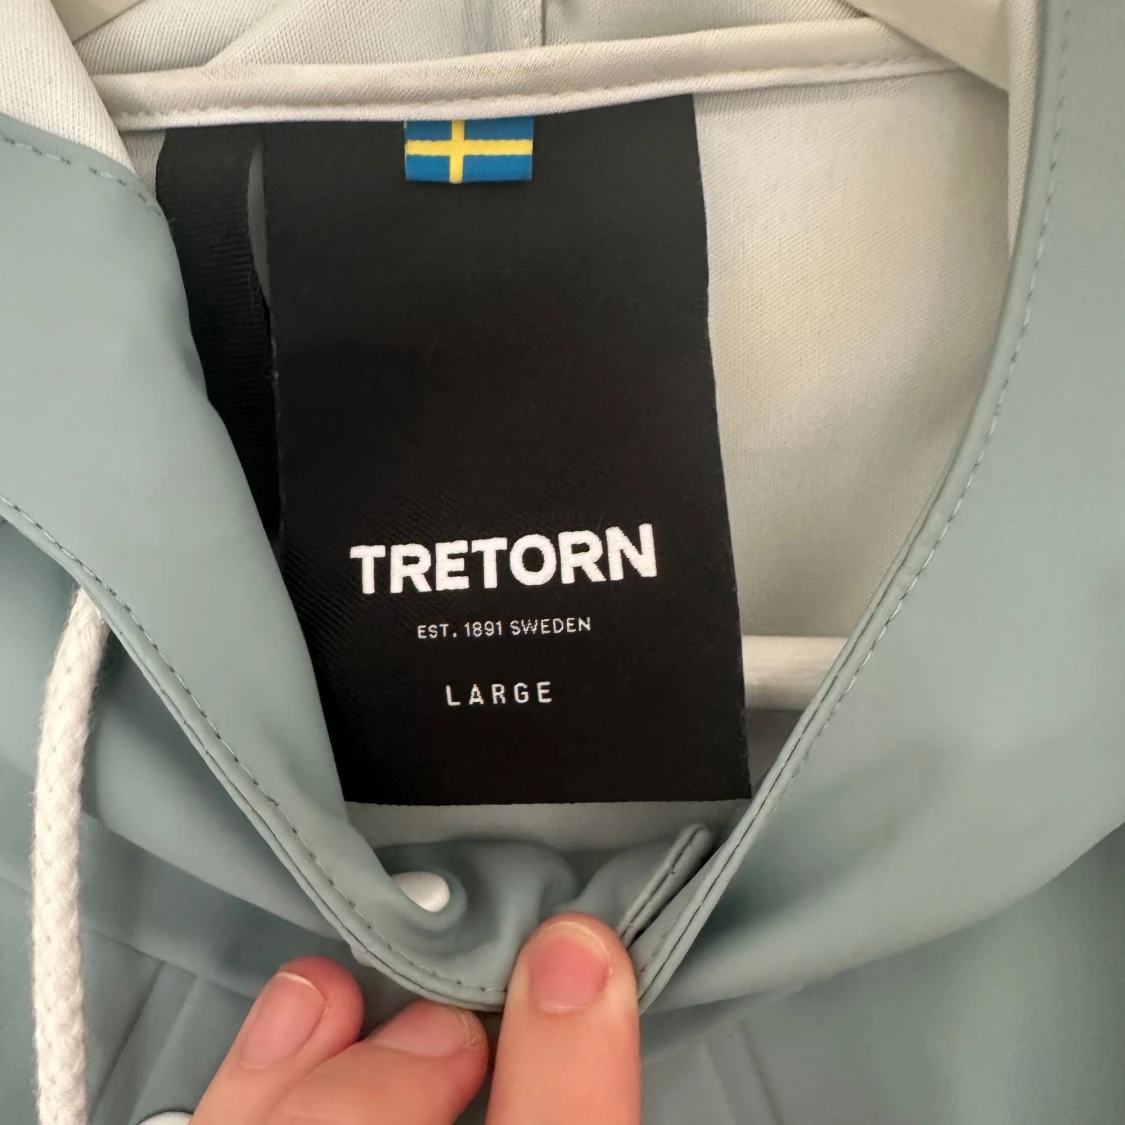 TRETORN
EST. 1891 SWEDEN
LARGE